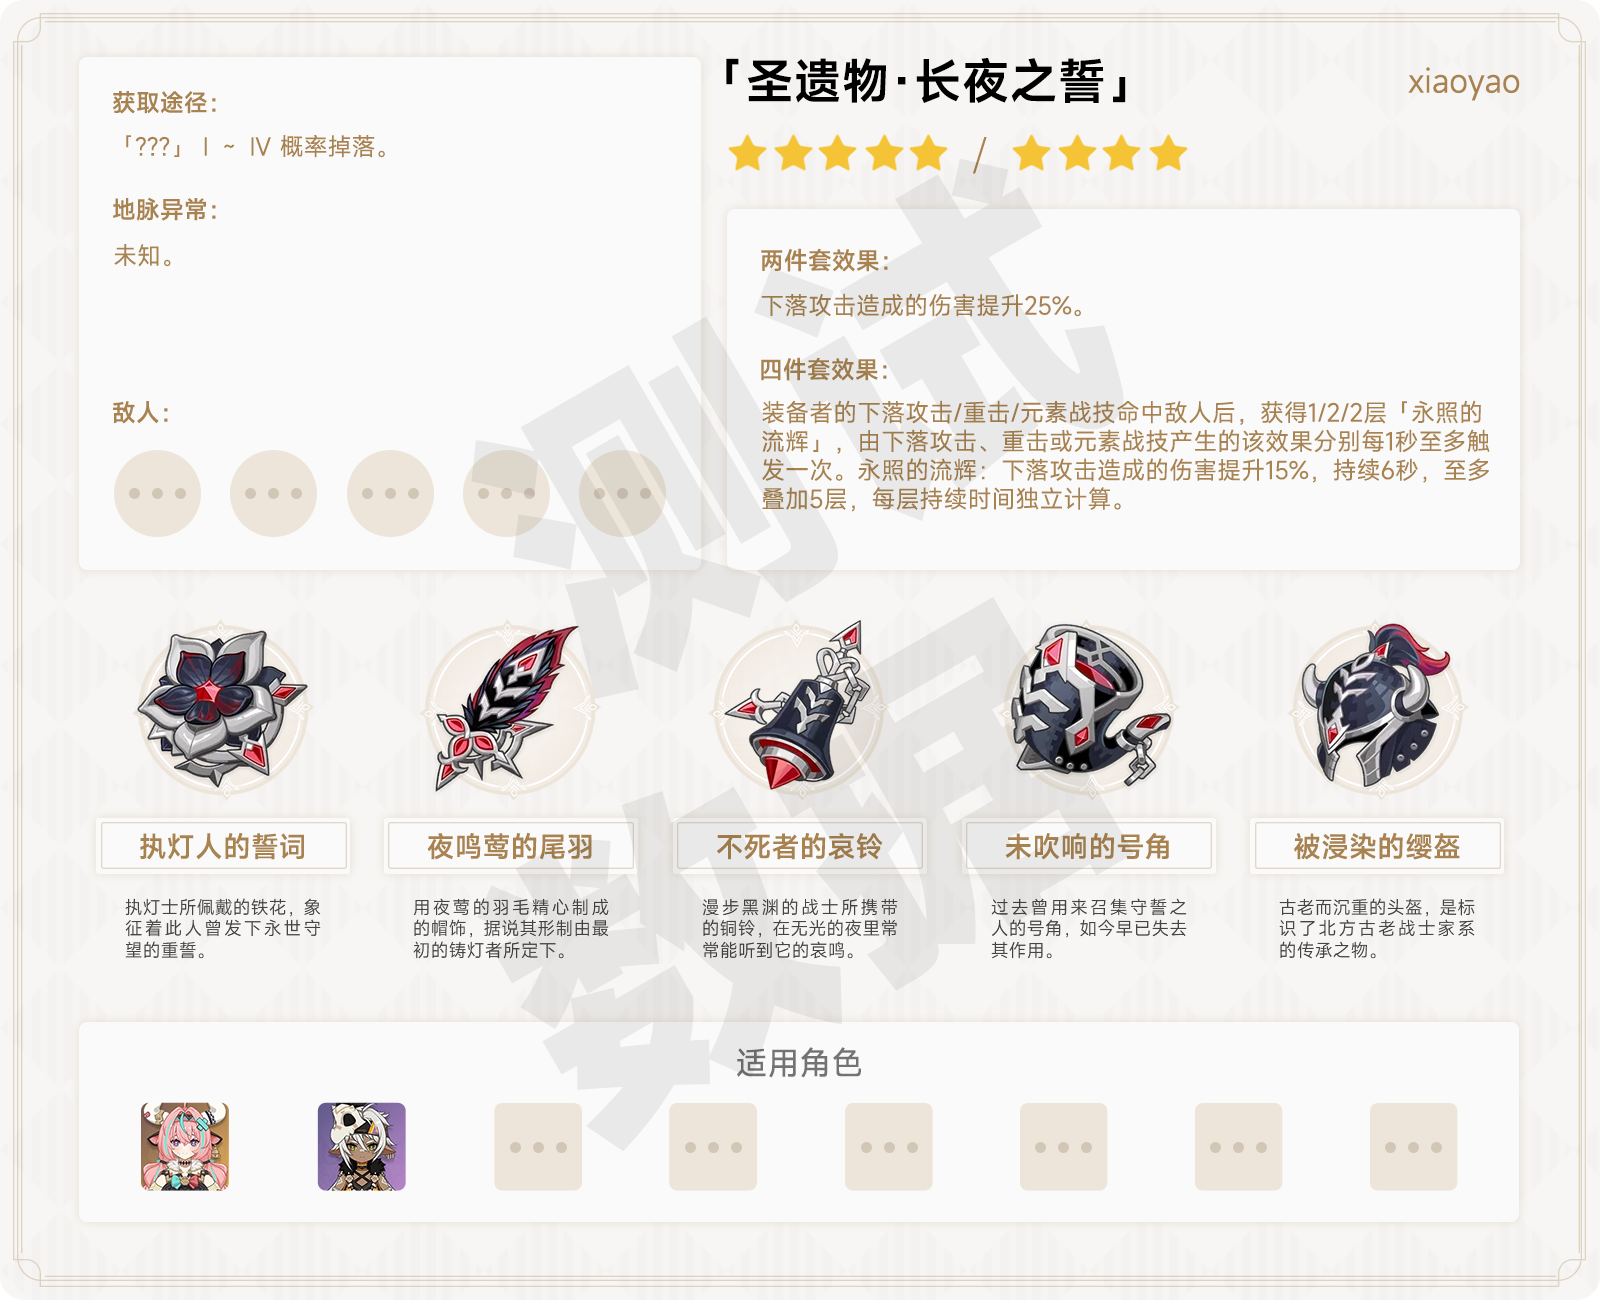 「圣遗物·长夜之誓」
xiaoyao
获取途径：
「???」Ⅰ ~ Ⅳ 概率掉落。
地脉异常：
未知。
敌人：
两件套效果：
下落攻击造成的伤害提升25%。
四件套效果：
装备者的下落攻击/重击/元素战技命中敌人后，获得1/2/2层「永照的
流辉」，由下落攻击、重击或元素战技产生的该效果分别每1秒至多触
发一次。永照的流辉：下落攻击造成的伤害提升15%，持续6秒，至多
叠加5层，每层持续时间独立计算。
测试
数据
执灯人的誓词
夜鸣莺的尾羽
不死者的哀铃
未吹响的号角
被浸染的缨盔
执灯士所佩戴的铁花，象
征着此人曾发下永世守
望的重誓。
用夜莺的羽毛精心制成
的帽饰，据说其形制由最
初的铸灯者所定下。
漫步黑渊的战士所携带
的铜铃，在无光的夜里常
常能听到它的哀鸣。
过去曾用来召集守誓之
人的号角，如今早已失去
其作用。
古老而沉重的头盔，是标
识了北方古老战士家系
的传承之物。
适用角色